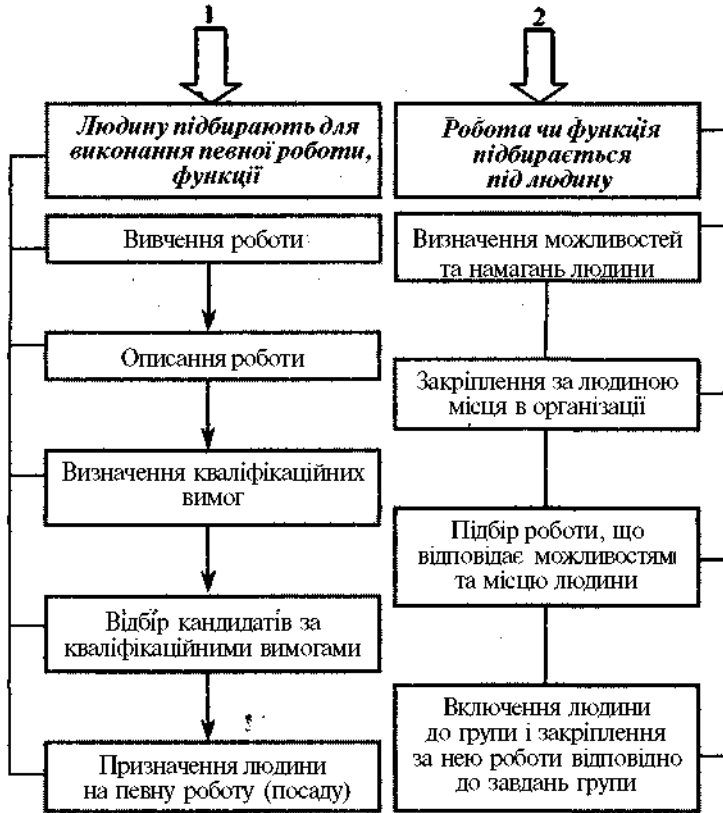 1
Людину підбирають для
виконання певної роботи,
функції
Вивчення роботи
Описання роботи
Визначення кваліфікаційних
вимог
Відбір кандидатів за
кваліфікаційними вимогами
Призначення людини
на певну роботу (посаду)
2
Робота чи функція
підбирається
під людину
Визначення можливостей
та намагань людини
Закріплення за людиною
місця в організації
Підбір роботи, що
відповідає можливостям
та місцю людини
Включення людини
до групи і закріплення
за нею роботи відповідно
до завдань групи